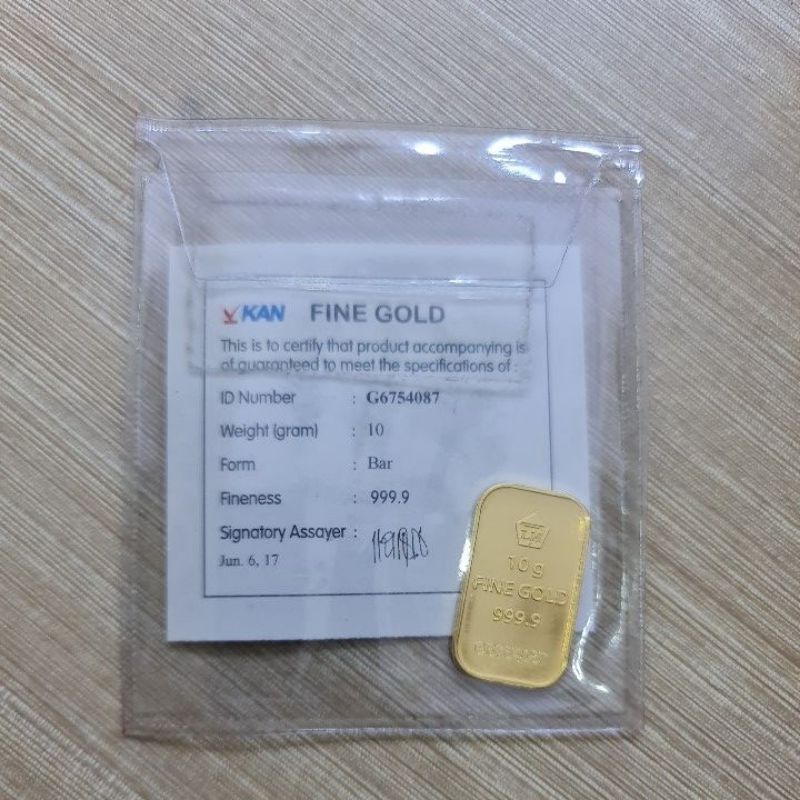 KAN FINE GOLD
This is to certify that product accompanying is
of guaranteed to meet the specifications of :
ID Number : G6754087
Weight (gram) : 10
Form : Bar
Fineness : 999.9
Signatory Assayer :
Jun. 6, 17
LM
10g
FINE GOLD
999.9